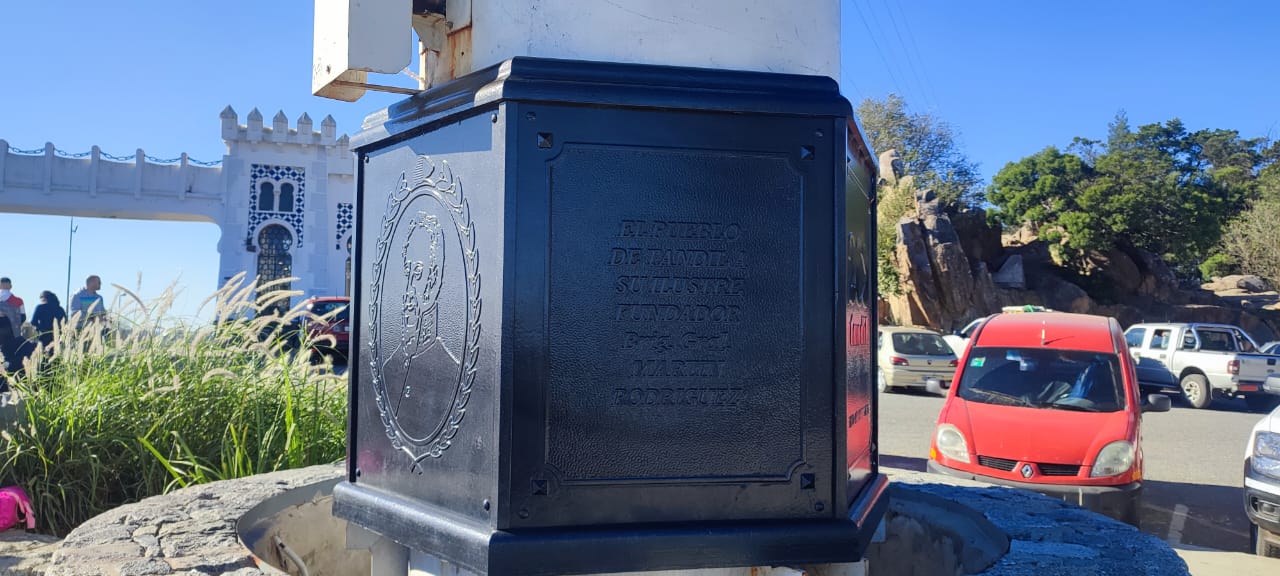 EL PUEBLO
DE TANDIL A
SU ILUSTRE
FUNDADOR
Brig. Gral.
MARTIN
RODRIGUEZ